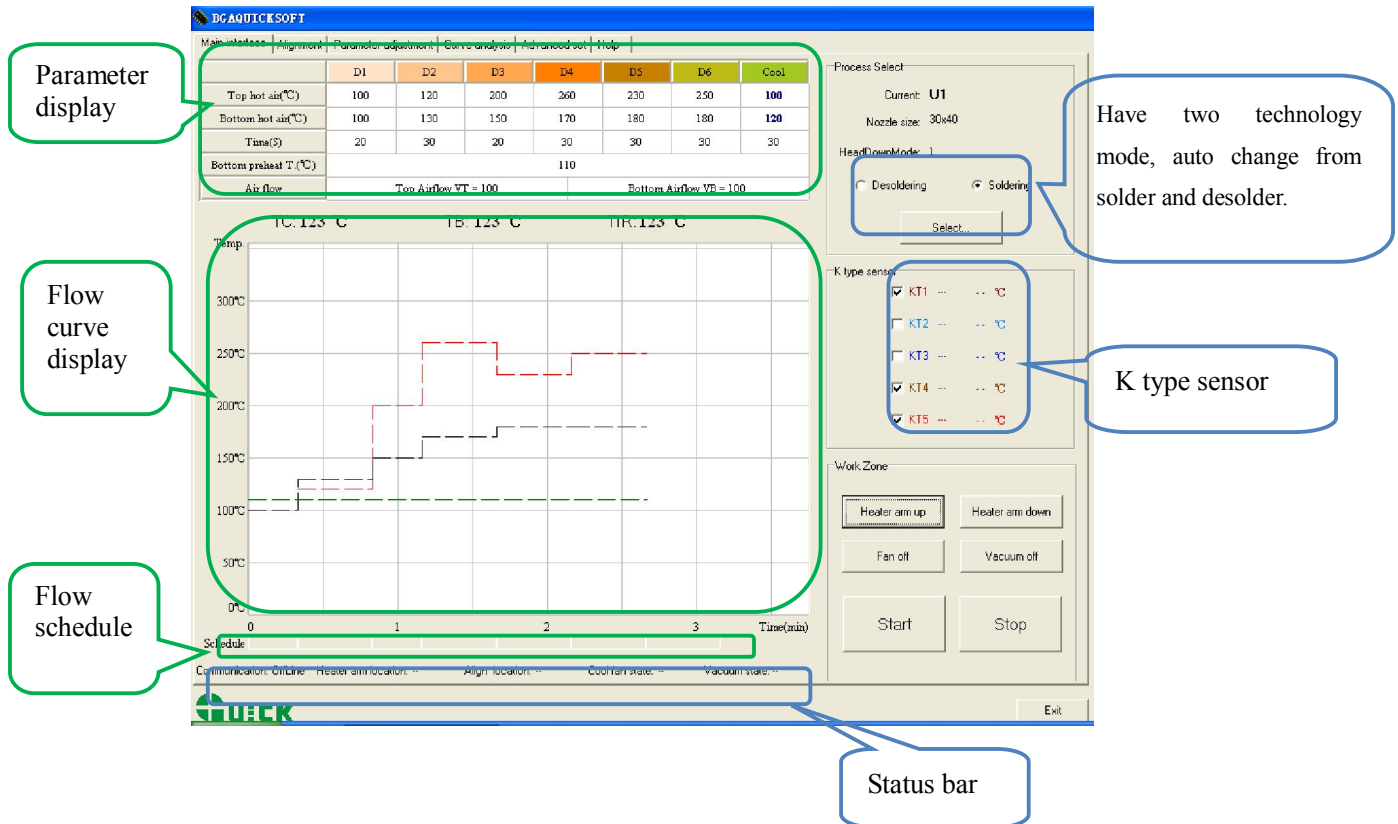 BGAQUICKSOFT
Main interface Alignment Parameter adjustment Curve analysis Advanced set Help
Parameter display
D1 D2 D3 D4 D5 D6 Cool
Top hot air(℃) 100 120 200 260 230 250 100
Bottom hot air(℃) 100 130 150 170 180 180 120
Time(S) 20 30 20 30 30 30 30
Bottom preheat T.(℃) 110
Air flow Top Airflow VT = 100 Bottom Airflow VB = 100
Process Select
Current: U1
Nozzle size: 30x40
HeadDownMode: 1
Desoldering Soldering
Select...
Have two technology
mode, auto change from
solder and desolder.
TC:123 ℃ TB:123 ℃ TIR:123 ℃
Temp.
300℃
250℃
200℃
150℃
100℃
50℃
0℃
0 1 2 3 Time(min)
Flow
curve
display
K type sensor
KT1 --- -- ℃
KT2 --- -- ℃
KT3 --- -- ℃
KT4 --- -- ℃
KT5 --- -- ℃
K type sensor
Work Zone
Heater arm up Heater arm down
Fan off Vacuum off
Start Stop
Flow
schedule
Schedule
Communication: OffLine Heater arm location: -- Align location: -- Cool fan state: -- Vacuum state: --
QUICK
Exit
Status bar